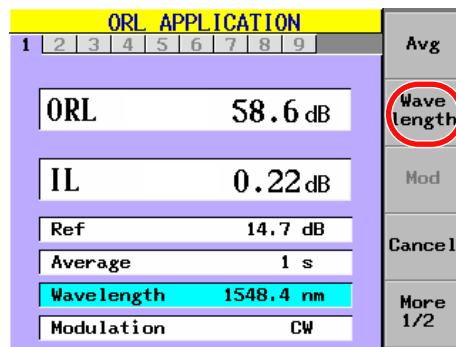 ORL APPLICATION
1 2 3 4 5 6 7 8 9
ORL 58.6 dB
IL 0.22 dB
Ref 14.7 dB
Average 1 s
Wavelength 1548.4 nm
Modulation CW
Avg
Wave
length
Mod
Cancel
More
1/2